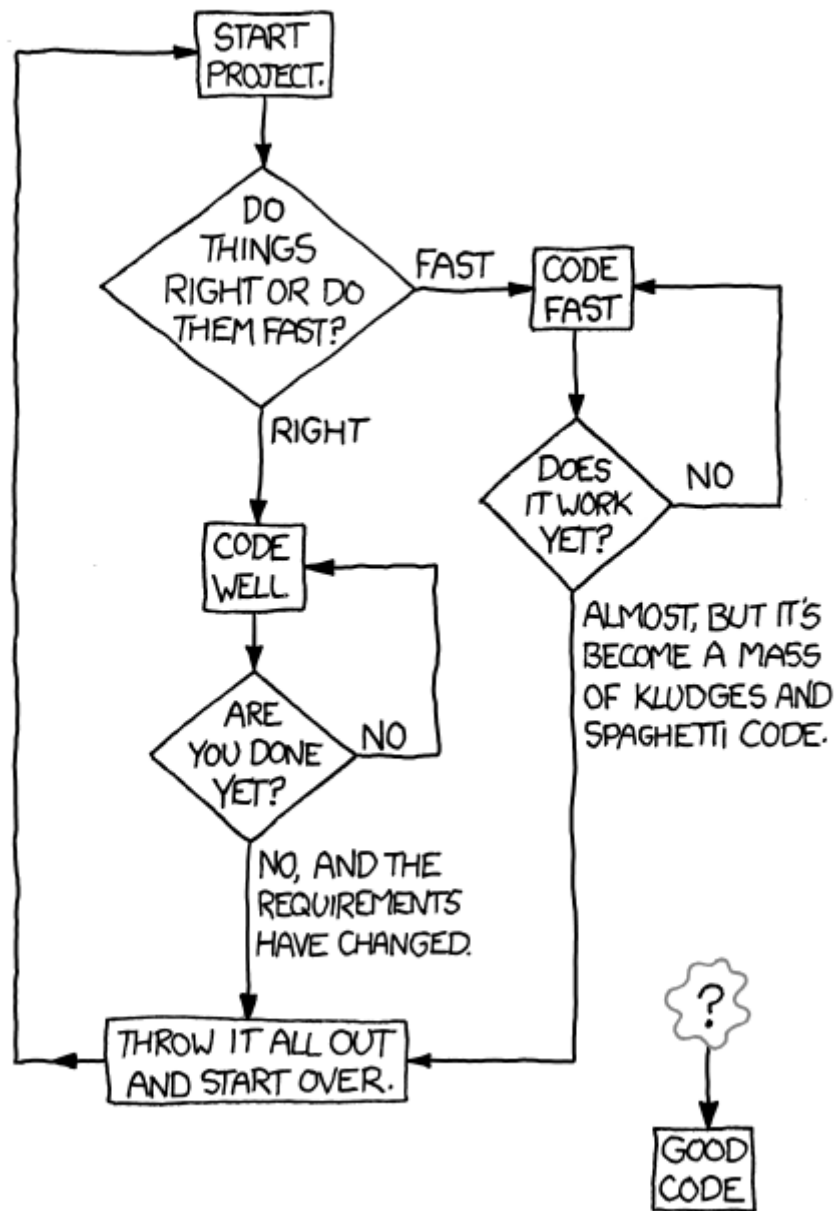 START
PROJECT.
DO
THINGS
RIGHT OR DO
THEM FAST?
FAST
CODE
FAST
RIGHT
DOES
IT WORK
YET?
NO
CODE
WELL.
ALMOST, BUT IT'S
BECOME A MASS
OF KLUDGES AND
SPAGHETTI CODE.
ARE
YOU DONE
YET?
NO
NO, AND THE
REQUIREMENTS
HAVE CHANGED.
THROW IT ALL OUT
AND START OVER.
?
GOOD
CODE